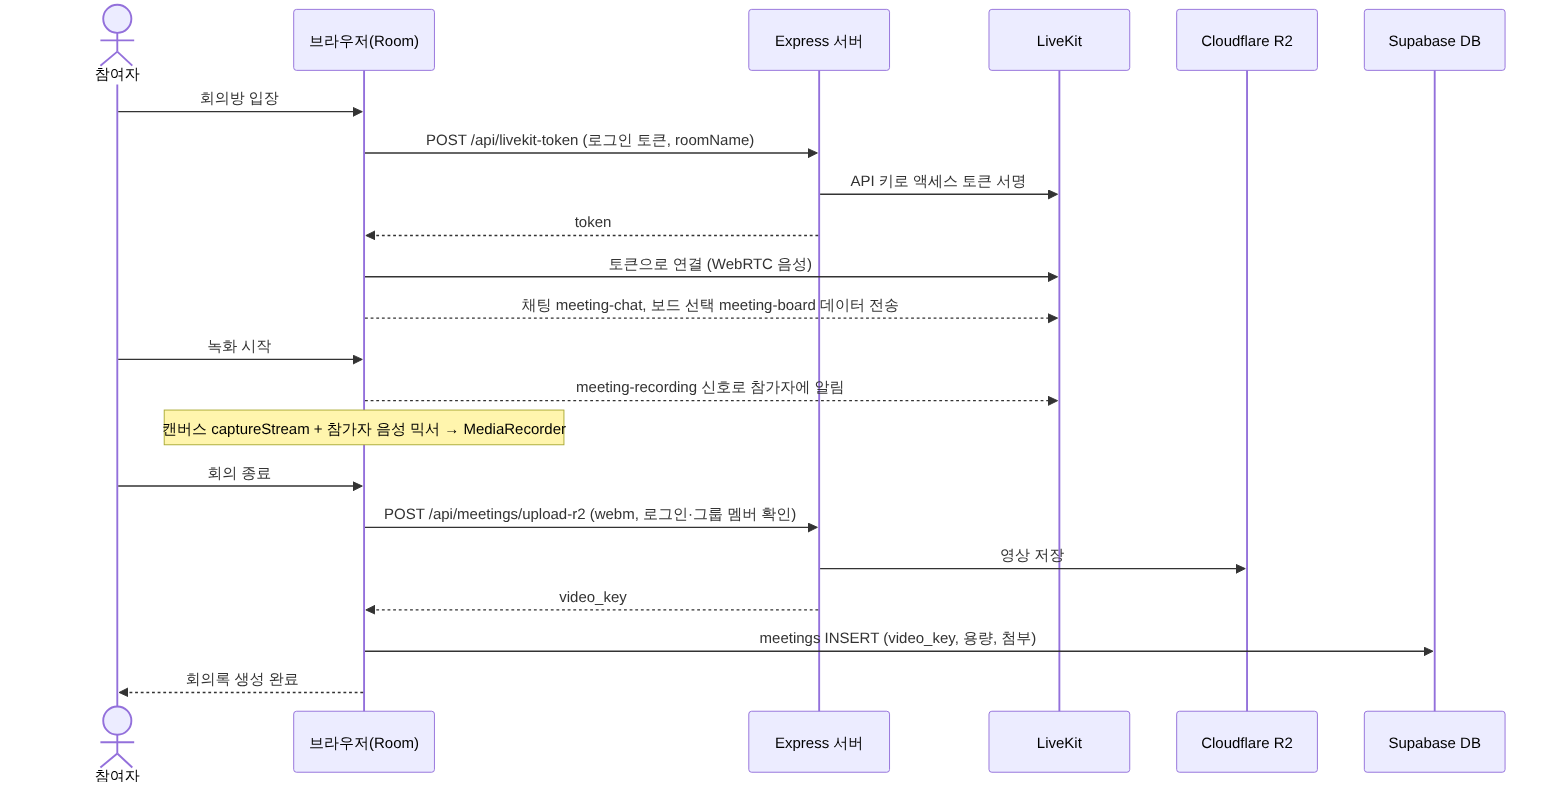 참여자
브라우저(Room)
Express 서버
LiveKit
Cloudflare R2
Supabase DB
회의방 입장
POST /api/livekit-token (로그인 토큰, roomName)
API 키로 액세스 토큰 서명
token
토큰으로 연결 (WebRTC 음성)
채팅 meeting-chat, 보드 선택 meeting-board 데이터 전송
녹화 시작
meeting-recording 신호로 참가자에 알림
캔버스 captureStream + 참가자 음성 믹서 → MediaRecorder
회의 종료
POST /api/meetings/upload-r2 (webm, 로그인·그룹 멤버 확인)
영상 저장
video_key
meetings INSERT (video_key, 용량, 첨부)
회의록 생성 완료
참여자
브라우저(Room)
Express 서버
LiveKit
Cloudflare R2
Supabase DB